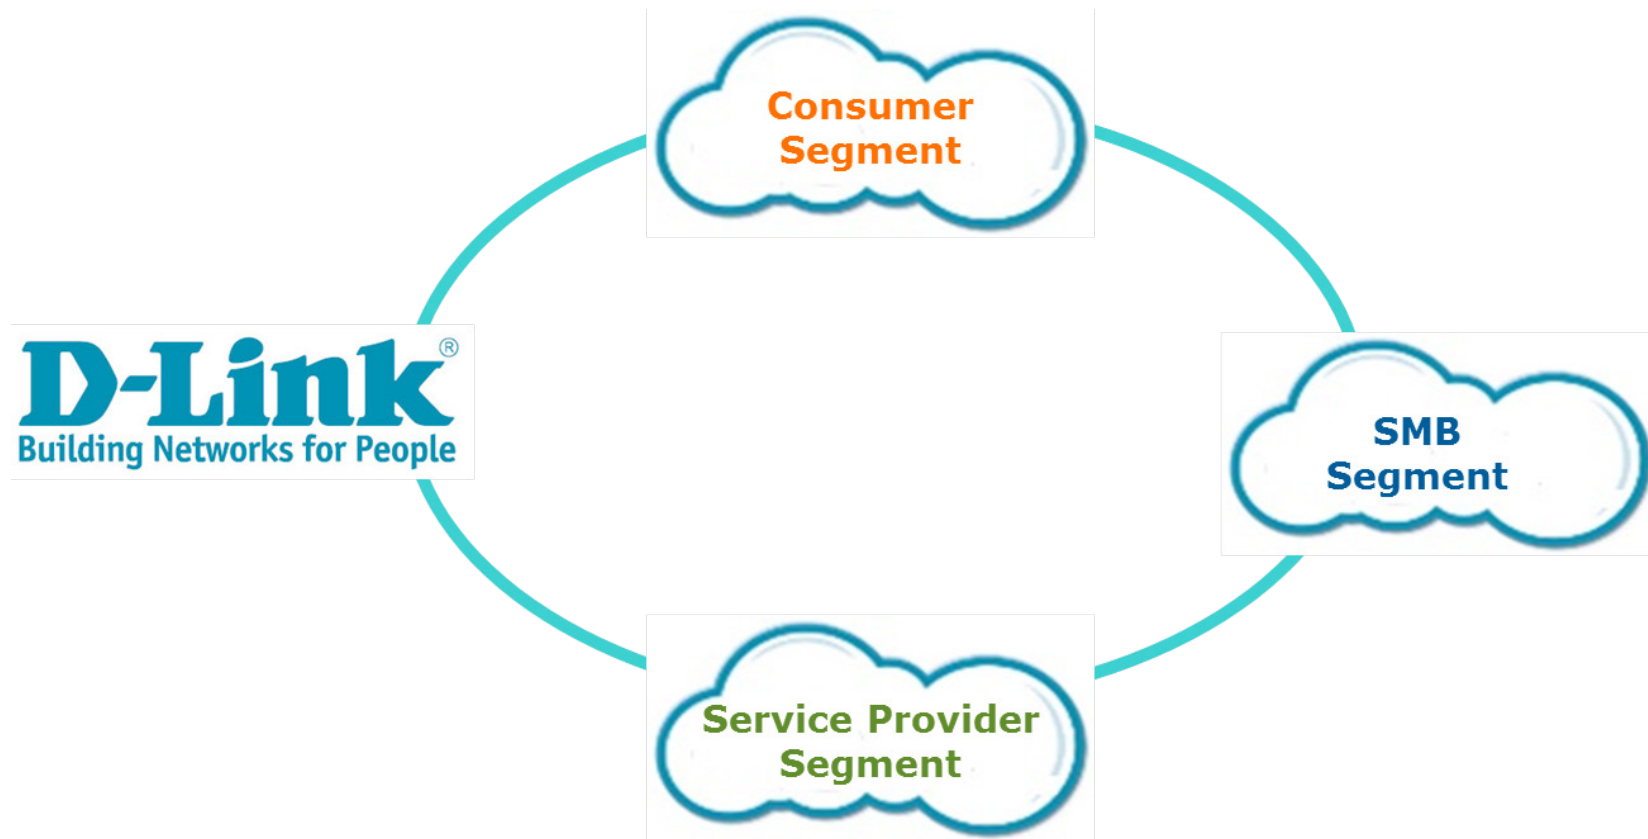 Consumer
Segment
D-Link®
Building Networks for People
SMB
Segment
Service Provider
Segment